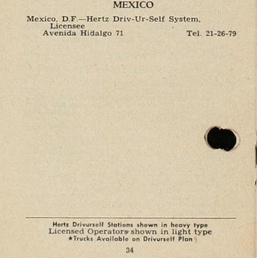 MEXICO
Mexico, D.F.—Hertz Driv-Ur-Self System,
Licensee
Avenida Hidalgo 71 Tel. 21-26-79
Hertz Drivurself Stations shown in heavy type
Licensed Operators shown in light type
★Trucks Available on Drivurself Plan
34